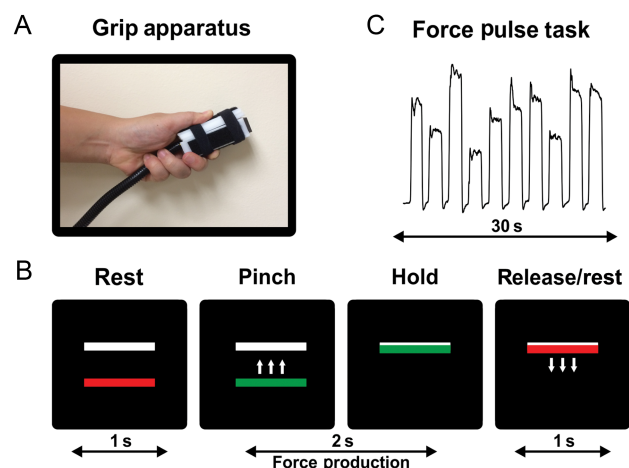 A
Grip apparatus
C
Force pulse task
30 s
B
Rest
Pinch
Hold
Release/rest
1 s
2 s
1 s
Force production